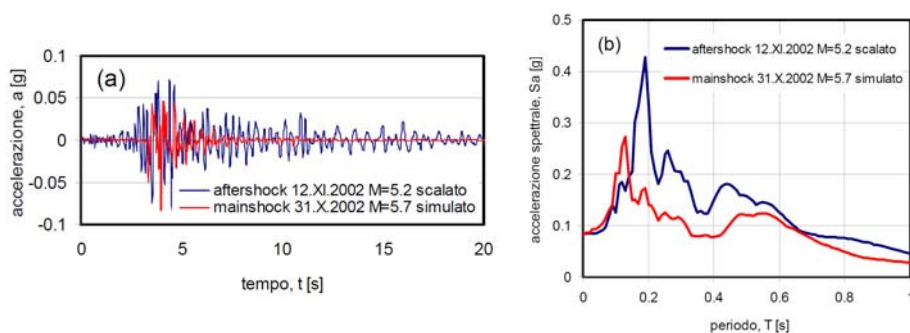 (a)
accelerazione, a [g]
0.1
0.05
0
-0.05
-0.1
aftershock 12.XI.2002 M=5.2 scalato
mainshock 31.X.2002 M=5.7 simulato
0 5 10 15 20
tempo, t [s]
(b)
accelerazione spettrale, Sa [g]
0.5
0.4
0.3
0.2
0.1
0
aftershock 12.XI.2002 M=5.2 scalato
mainshock 31.X.2002 M=5.7 simulato
0 0.2 0.4 0.6 0.8 1
periodo, T [s]